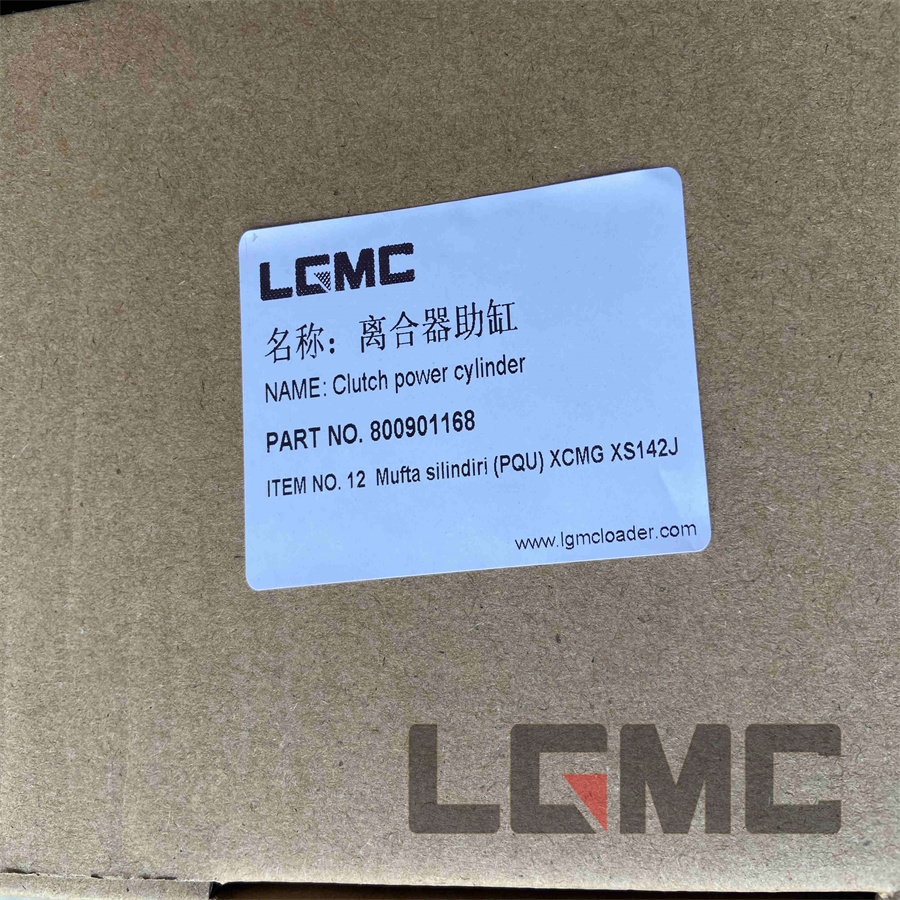 LGMC
名称：离合器助缸
NAME: Clutch power cylinder
PART NO. 800901168
ITEM NO. 12 Mufta silindiri (PQU) XCMG XS142J
www.lgmcloader.com
LGMC